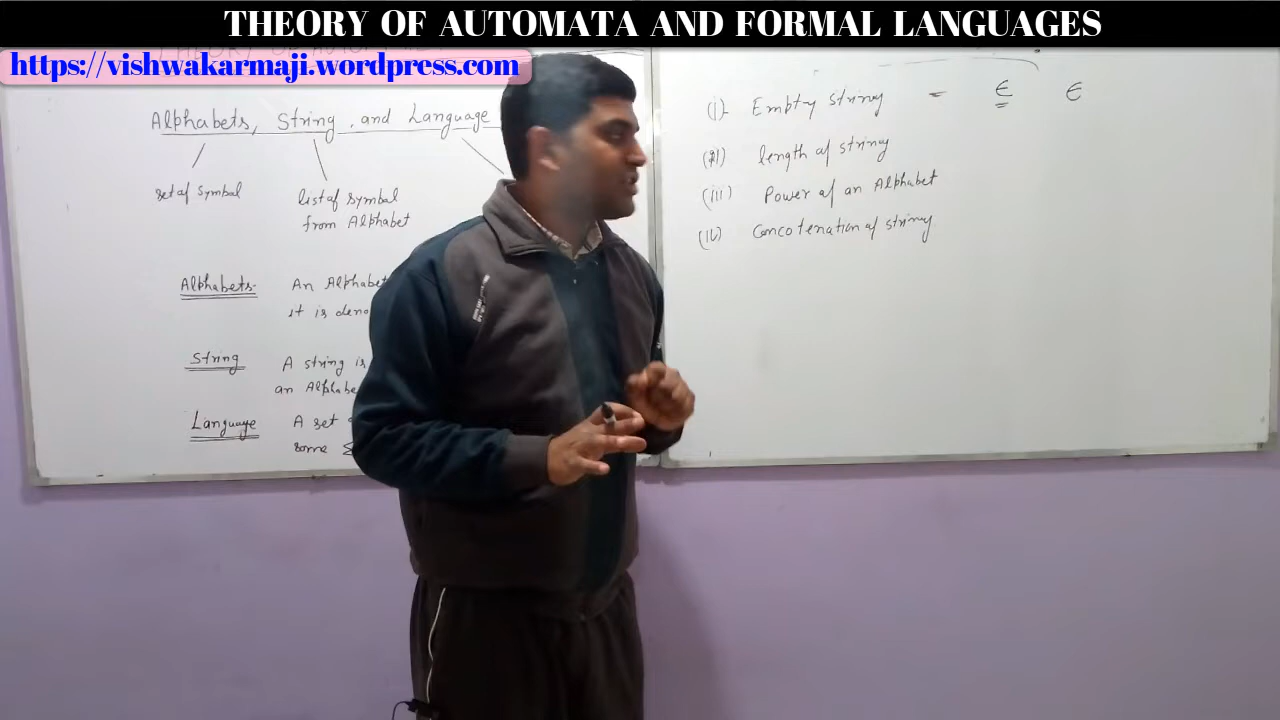 THEORY OF AUTOMATA AND FORMAL LANGUAGES
https://vishwakarmaji.wordpress.com
Alphabets, String, and Language
set of symbol
list of symbol
from Alphabet
Alphabets- An Alphabet
it is deno
String A string is
an Alphabe
Language A set
some Σ
(i) Empty string = ϵ ϵ
(ii) length of string
(iii) Power of an Alphabet
(iv) Concotenation of string